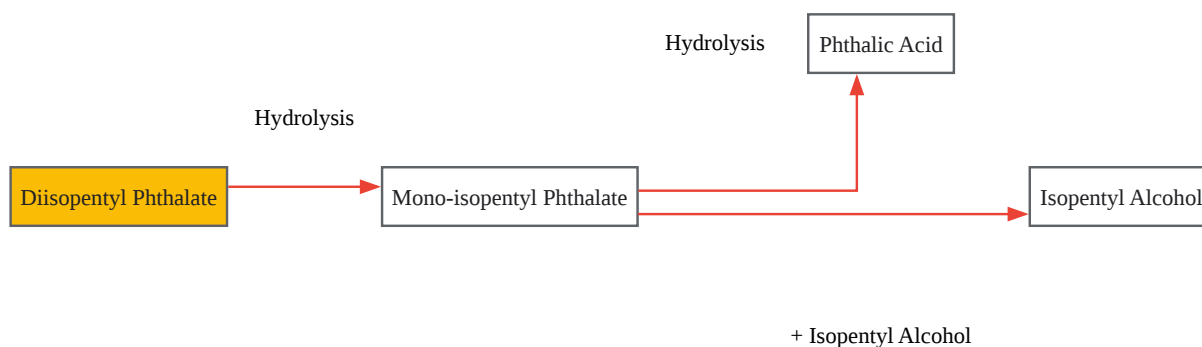 Hydrolysis
Phthalic Acid
Hydrolysis
Diisopentyl Phthalate
Mono-isopentyl Phthalate
Isopentyl Alcohol
+ Isopentyl Alcohol